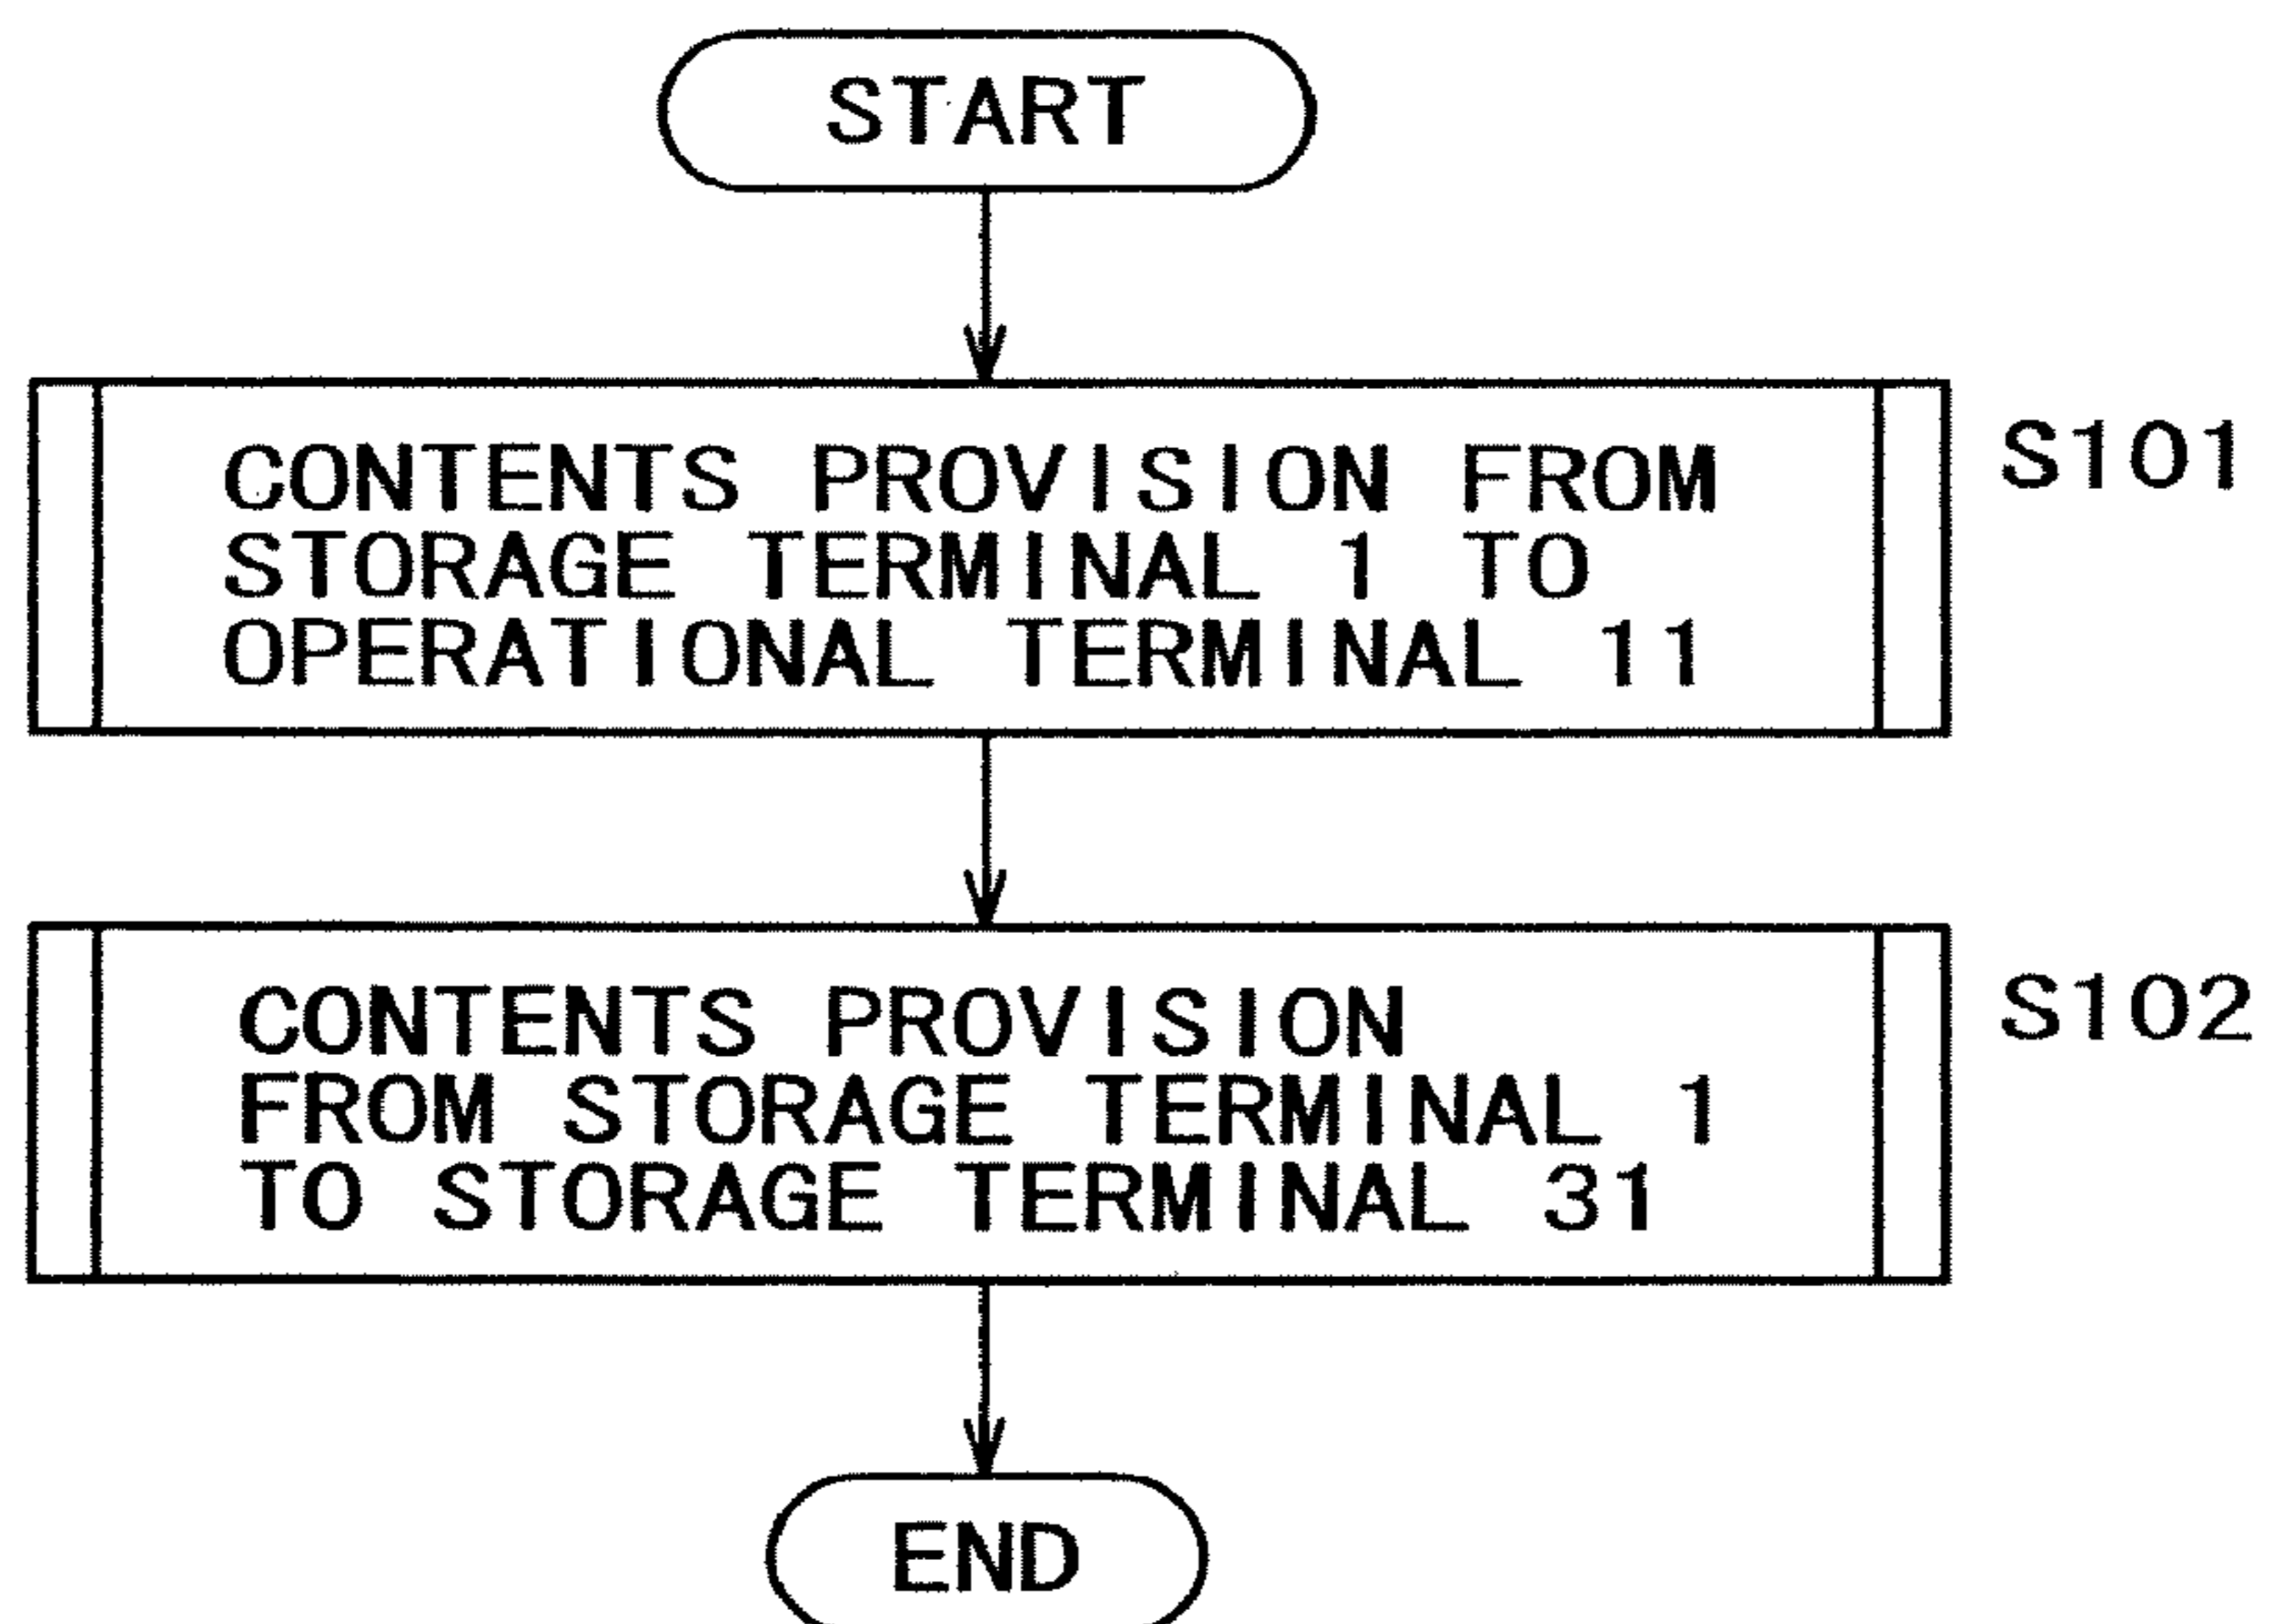 START
CONTENTS PROVISION FROM
STORAGE TERMINAL 1 TO
OPERATIONAL TERMINAL 11
S101
CONTENTS PROVISION
FROM STORAGE TERMINAL 1
TO STORAGE TERMINAL 31
S102
END